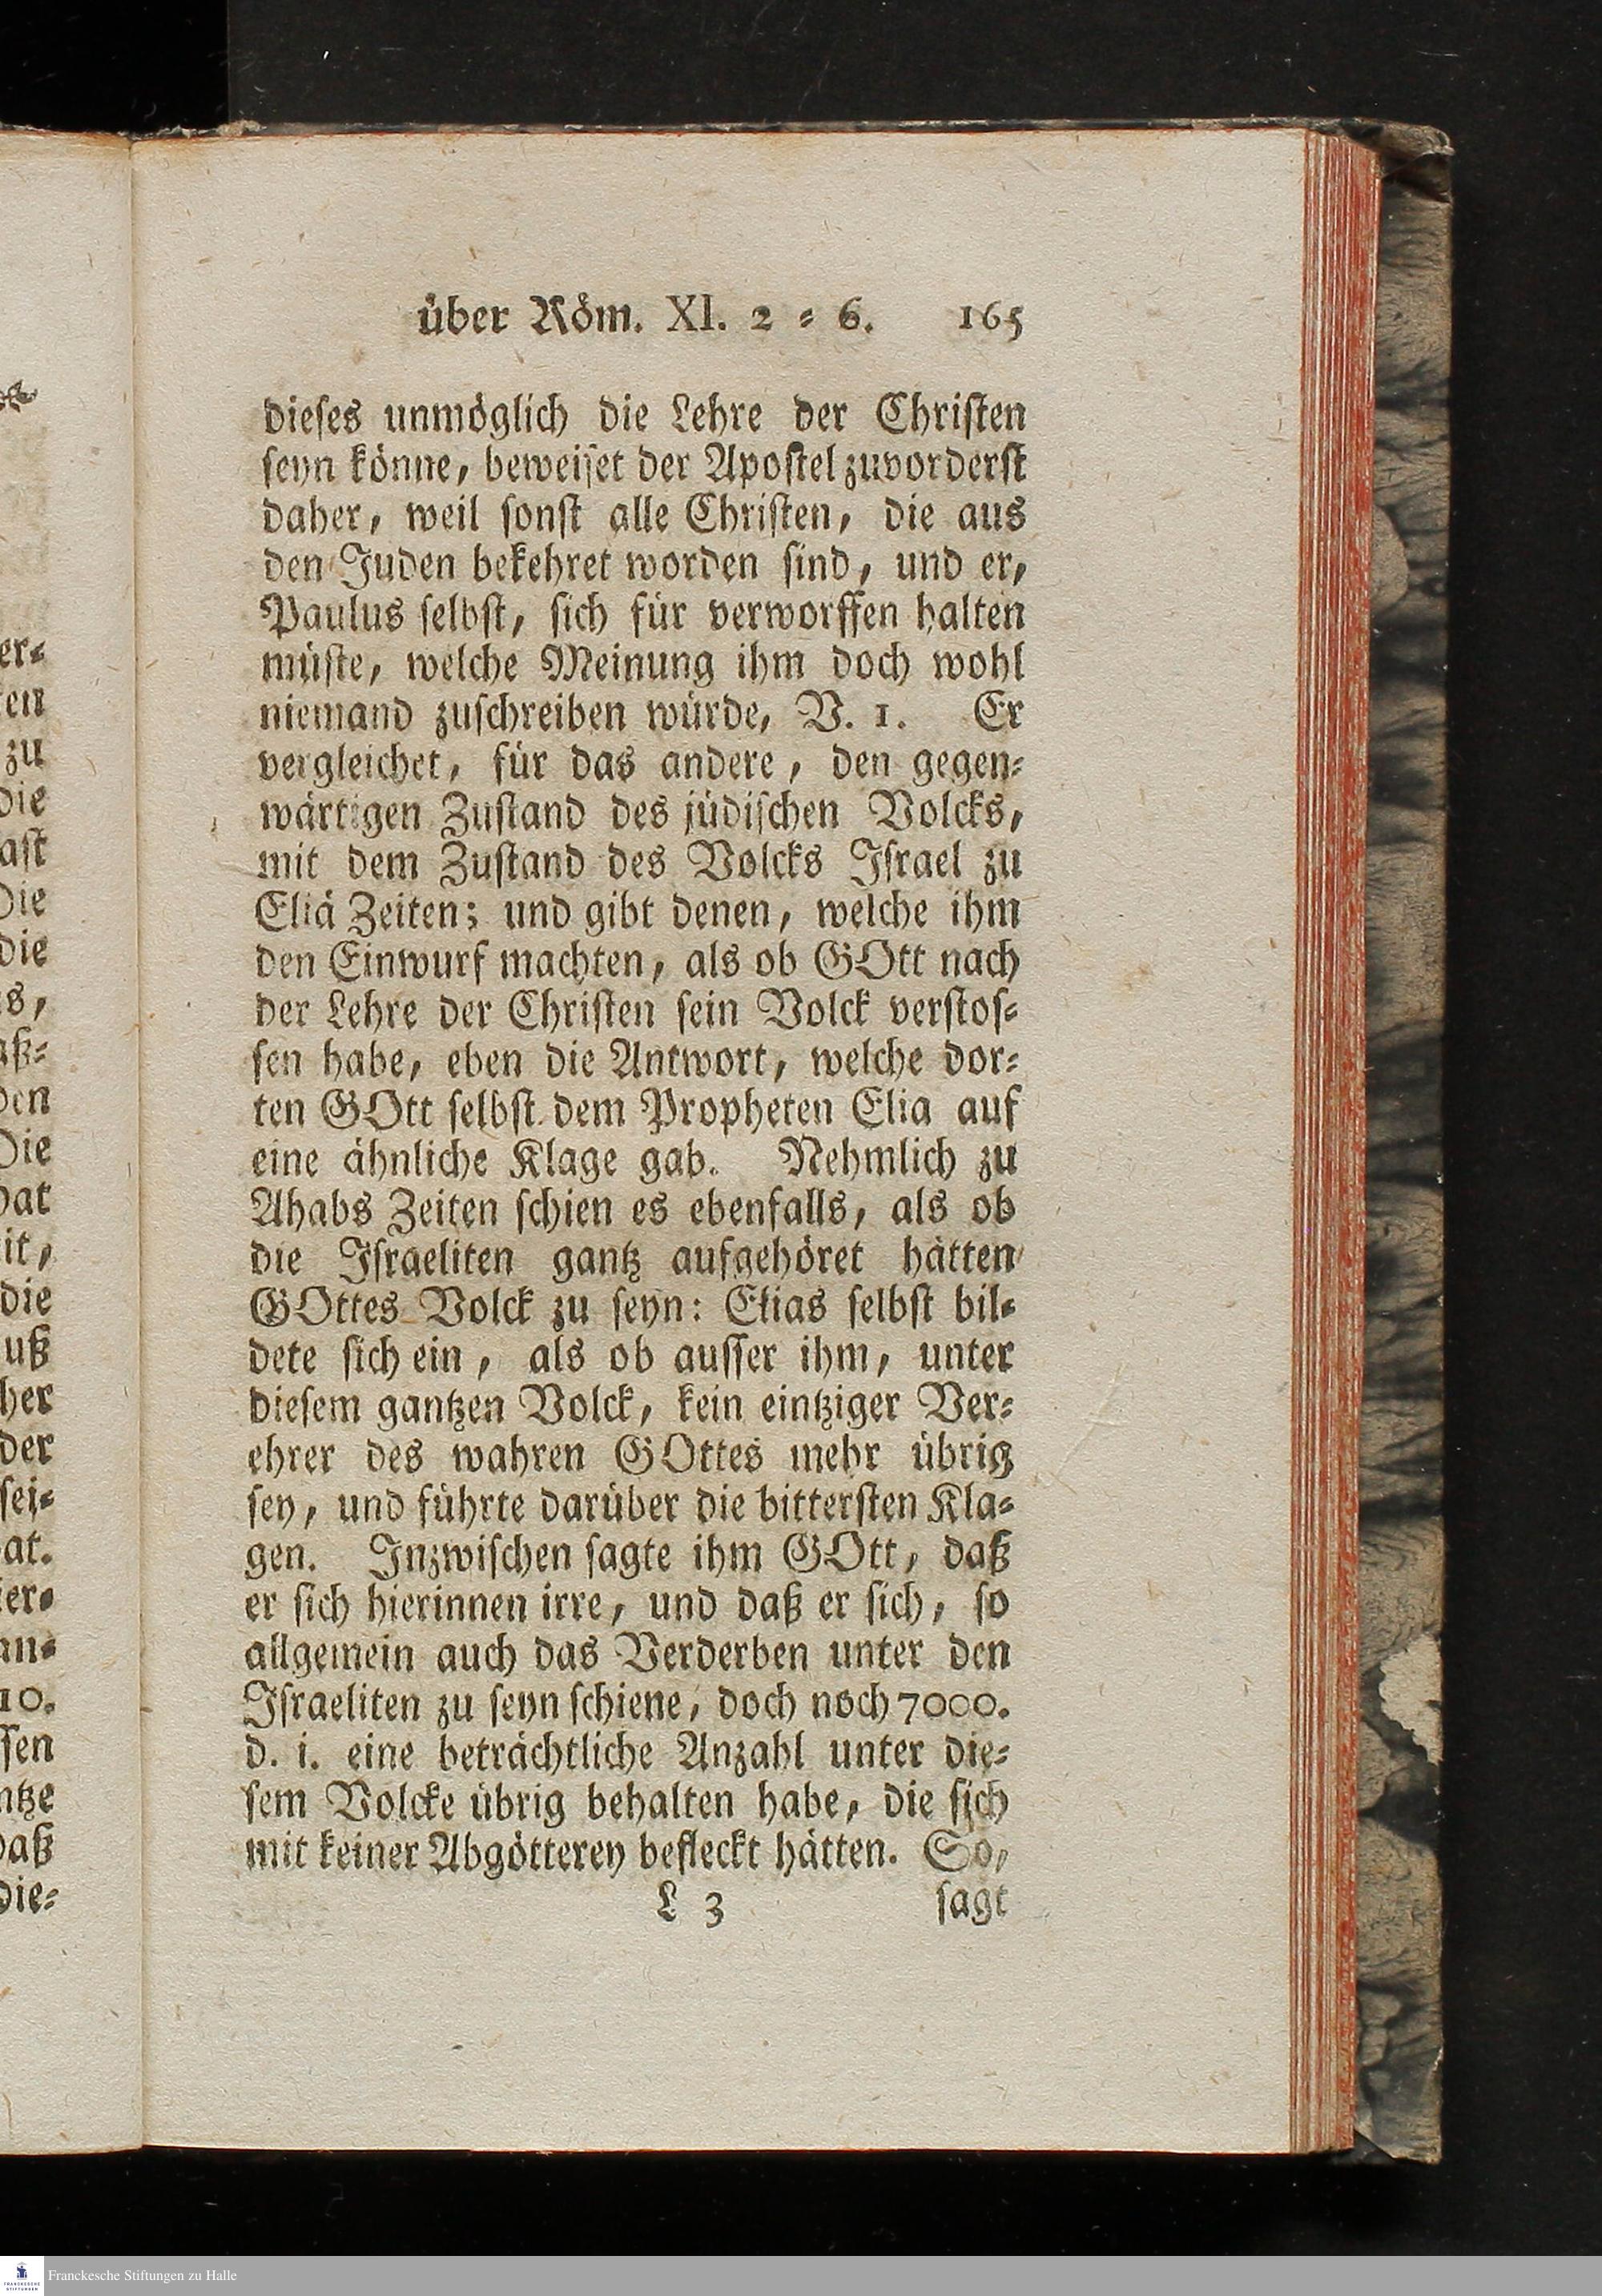 über Röm. XI. 2 = 6. 165
dieses unmöglich die Lehre der Christen
seyn könne, beweiset der Apostel zuvorderst
daher, weil sonst alle Christen, die aus
den Juden bekehret worden sind, und er,
Paulus selbst, sich für verworffen halten
müste, welche Meinung ihm doch wohl
niemand zuschreiben würde, V. 1. Er
vergleichet, für das andere, den gegen=
wärtigen Zustand des jüdischen Volcks,
mit dem Zustand des Volcks Israel zu
Eliä Zeiten; und gibt denen, welche ihm
den Einwurf machten, als ob GOtt nach
der Lehre der Christen sein Volck verstos=
sen habe, eben die Antwort, welche dor=
ten GOtt selbst dem Propheten Elia auf
eine ähnliche Klage gab. Nehmlich zu
Ahabs Zeiten schien es ebenfalls, als ob
die Israeliten gantz aufgehöret hätten
GOttes Volck zu seyn: Elias selbst bil=
dete sich ein, als ob ausser ihm, unter
diesem gantzen Volck, kein eintziger Ver=
ehrer des wahren GOttes mehr übrig
sey, und führte darüber die bittersten Kla=
gen. Inzwischen sagte ihm GOtt, daß
er sich hierinnen irre, und daß er sich, so
allgemein auch das Verderben unter den
Israeliten zu seyn schiene, doch noch 7000.
d. i. eine beträchtliche Anzahl unter die=
sem Volcke übrig behalten habe, die sich
mit keiner Abgötterey befleckt hätten. So,
L 3 sagt
Franckesche Stiftungen zu Halle